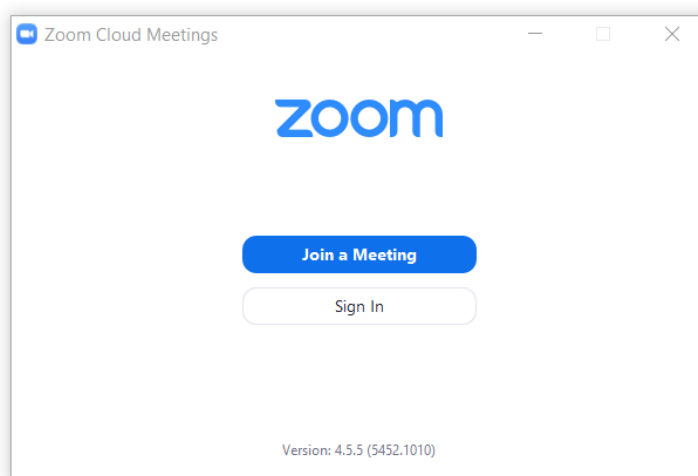 Zoom Cloud Meetings
zoom
Join a Meeting
Sign In
Version: 4.5.5 (5452.1010)